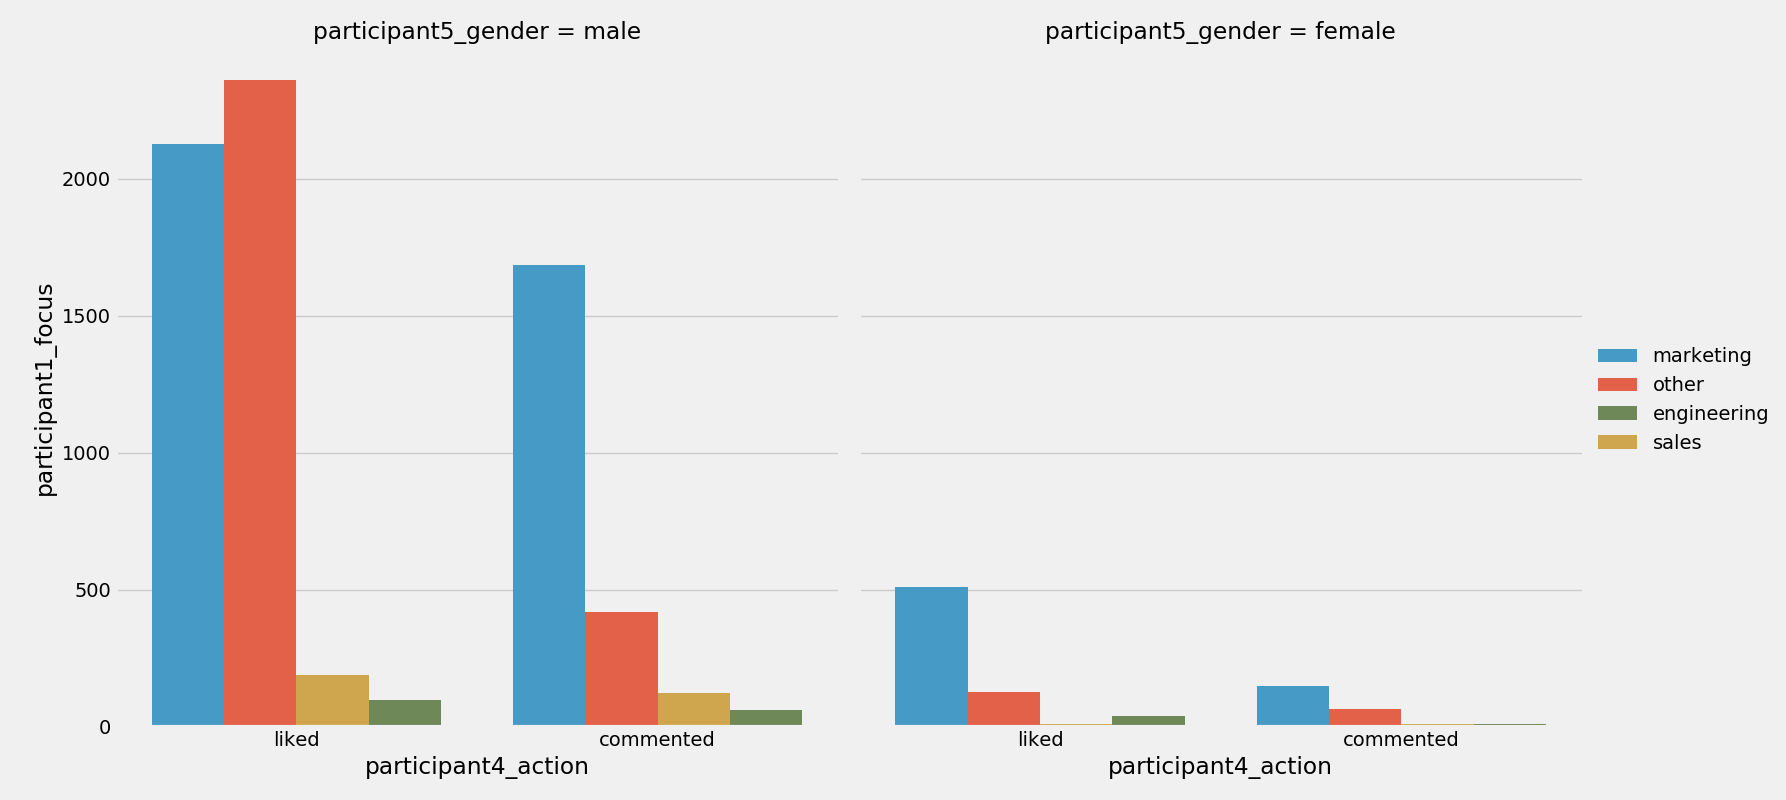 participant5_gender = male
participant5_gender = female
participant1_focus
2000
1500
1000
500
0
liked
commented
liked
commented
participant4_action
participant4_action
marketing
other
engineering
sales